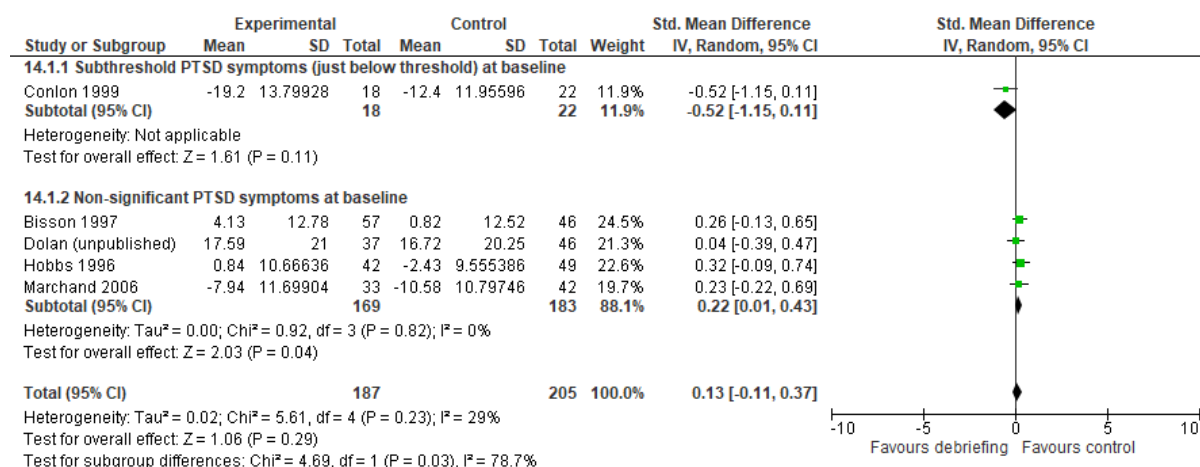 Experimental Control Std. Mean Difference Std. Mean Difference
Study or Subgroup Mean SD Total Mean SD Total Weight IV, Random, 95% CI IV, Random, 95% CI
14.1.1 Subthreshold PTSD symptoms (just below threshold) at baseline
Conlon 1999 -19.2 13.79928 18 -12.4 11.95596 22 11.9% -0.52 [-1.15, 0.11]
Subtotal (95% CI) 18 22 11.9% -0.52 [-1.15, 0.11]
Heterogeneity: Not applicable
Test for overall effect: Z = 1.61 (P = 0.11)
14.1.2 Non-significant PTSD symptoms at baseline
Bisson 1997 4.13 12.78 57 0.82 12.52 46 24.5% 0.26 [-0.13, 0.65]
Dolan (unpublished) 17.59 21 37 16.72 20.25 46 21.3% 0.04 [-0.39, 0.47]
Hobbs 1996 0.84 10.66636 42 -2.43 9.555386 49 22.6% 0.32 [-0.09, 0.74]
Marchand 2006 -7.94 11.69904 33 -10.58 10.79746 42 19.7% 0.23 [-0.22, 0.69]
Subtotal (95% CI) 169 183 88.1% 0.22 [0.01, 0.43]
Heterogeneity: Tau² = 0.00; Chi² = 0.92, df = 3 (P = 0.82); I² = 0%
Test for overall effect: Z = 2.03 (P = 0.04)
Total (95% CI) 187 205 100.0% 0.13 [-0.11, 0.37]
Heterogeneity: Tau² = 0.02; Chi² = 5.61, df = 4 (P = 0.23); I² = 29%
Test for overall effect: Z = 1.06 (P = 0.29)
Test for subgroup differences: Chi² = 4.69, df = 1 (P = 0.03), I² = 78.7%
-10 -5 0 5 10
Favours debriefing Favours control